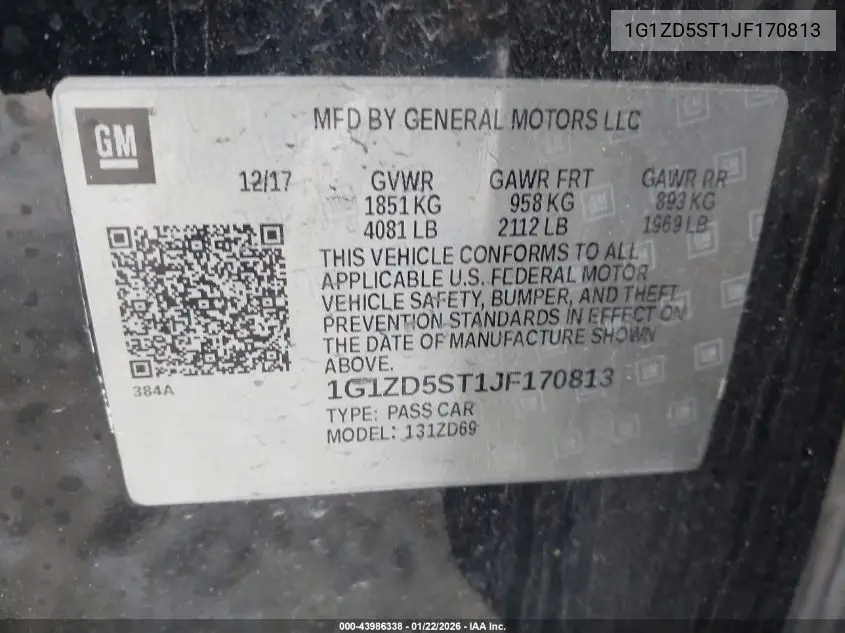 1G1ZD5ST1JF170813
GM
MFD BY GENERAL MOTORS LLC
12/17 GVWR GAWR FRT GAWR RR
1851 KG 958 KG 893 KG
4081 LB 2112 LB 1969 LB
THIS VEHICLE CONFORMS TO ALL
APPLICABLE U.S. FEDERAL MOTOR
VEHICLE SAFETY, BUMPER, AND THEFT
PREVENTION STANDARDS IN EFFECT ON
THE DATE OF MANUFACTURE SHOWN
ABOVE.
384A
1G1ZD5ST1JF170813
TYPE: PASS CAR
MODEL: 131ZD69
000-43986338 - 01/22/2026 - IAA Inc.